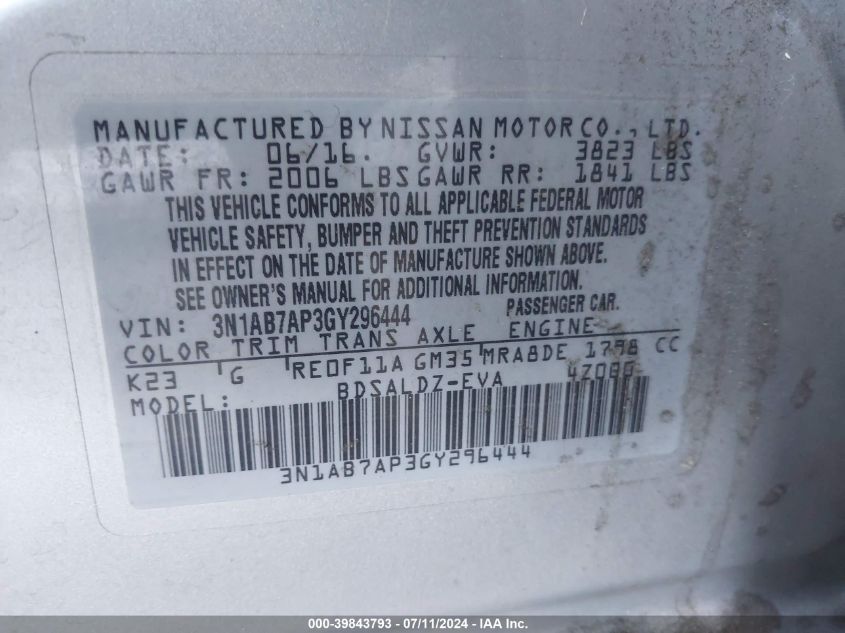 MANUFACTURED BY NISSAN MOTOR CO., LTD.
DATE: 06/16. GVWR: 3823 LBS
GAWR FR: 2006 LBS GAWR RR: 1841 LBS
THIS VEHICLE CONFORMS TO ALL APPLICABLE FEDERAL MOTOR
VEHICLE SAFETY, BUMPER AND THEFT PREVENTION STANDARDS
IN EFFECT ON THE DATE OF MANUFACTURE SHOWN ABOVE.
SEE OWNER'S MANUAL FOR ADDITIONAL INFORMATION.
VIN: 3N1AB7AP3GY296444 PASSENGER CAR.
COLOR TRIM TRANS AXLE ENGINE
K23 G RE0F11A GM35 MRA8DE 1798 CC
MODEL: BDSALDZ-EVA 4Z080
3N1AB7AP3GY296444
000-39843793 - 07/11/2024 - IAAI Inc.